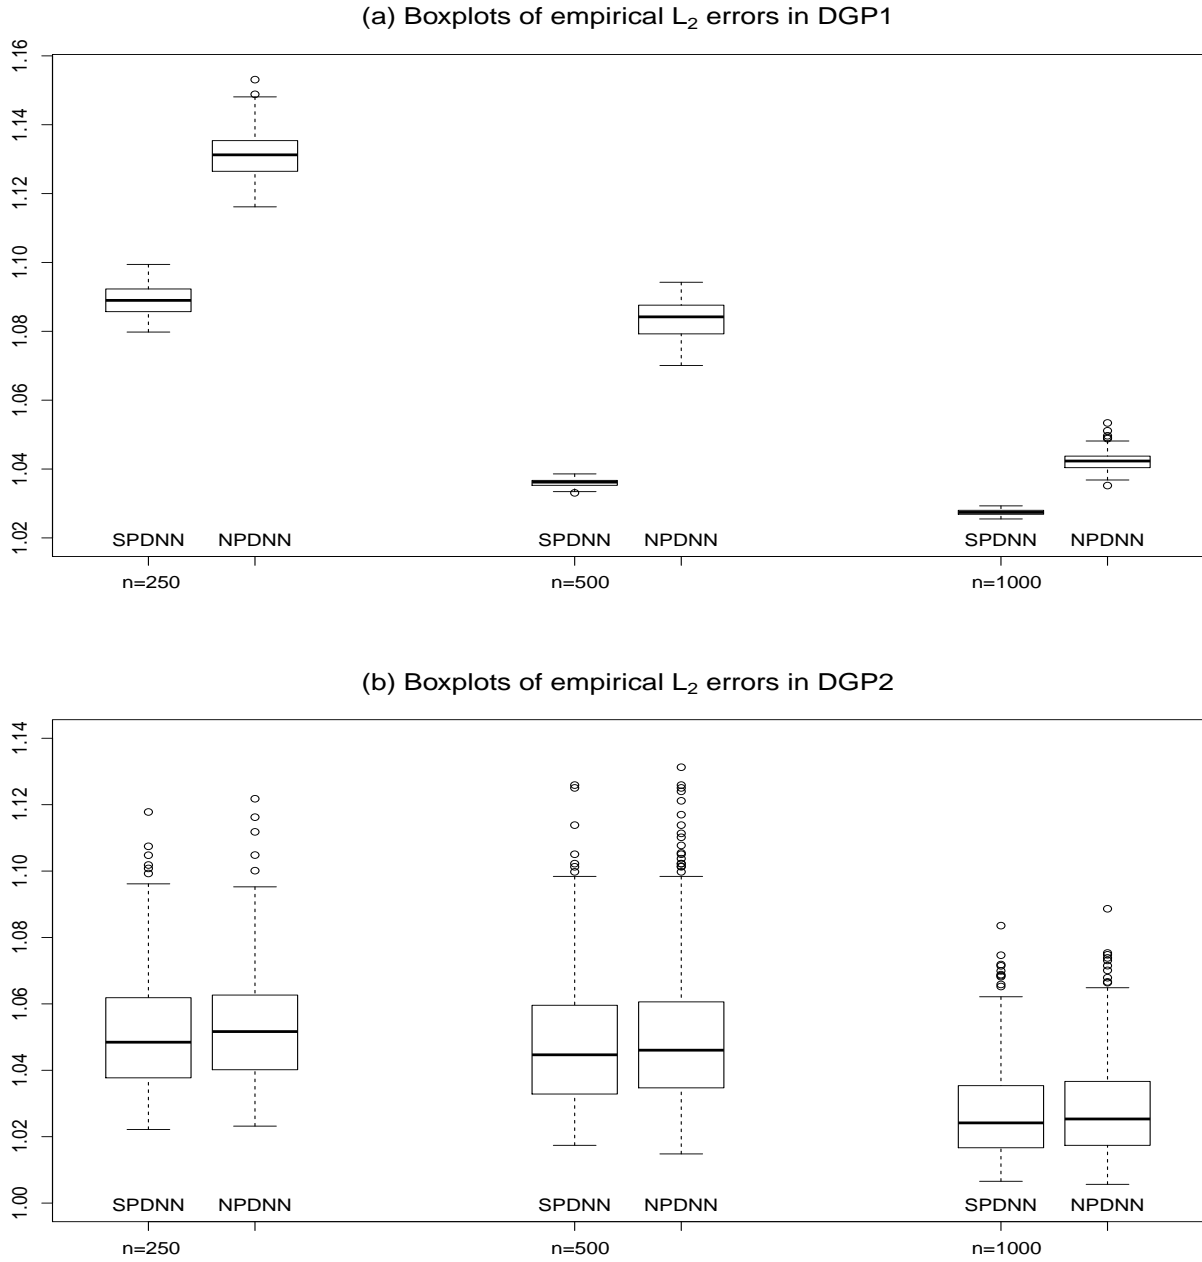 (a) Boxplots of empirical L₂ errors in DGP1
1.16
1.14
1.12
1.10
1.08
1.06
1.04
1.02
SPDNN NPDNN SPDNN NPDNN SPDNN NPDNN
n=250 n=500 n=1000
(b) Boxplots of empirical L₂ errors in DGP2
1.14
1.12
1.10
1.08
1.06
1.04
1.02
1.00
SPDNN NPDNN SPDNN NPDNN SPDNN NPDNN
n=250 n=500 n=1000